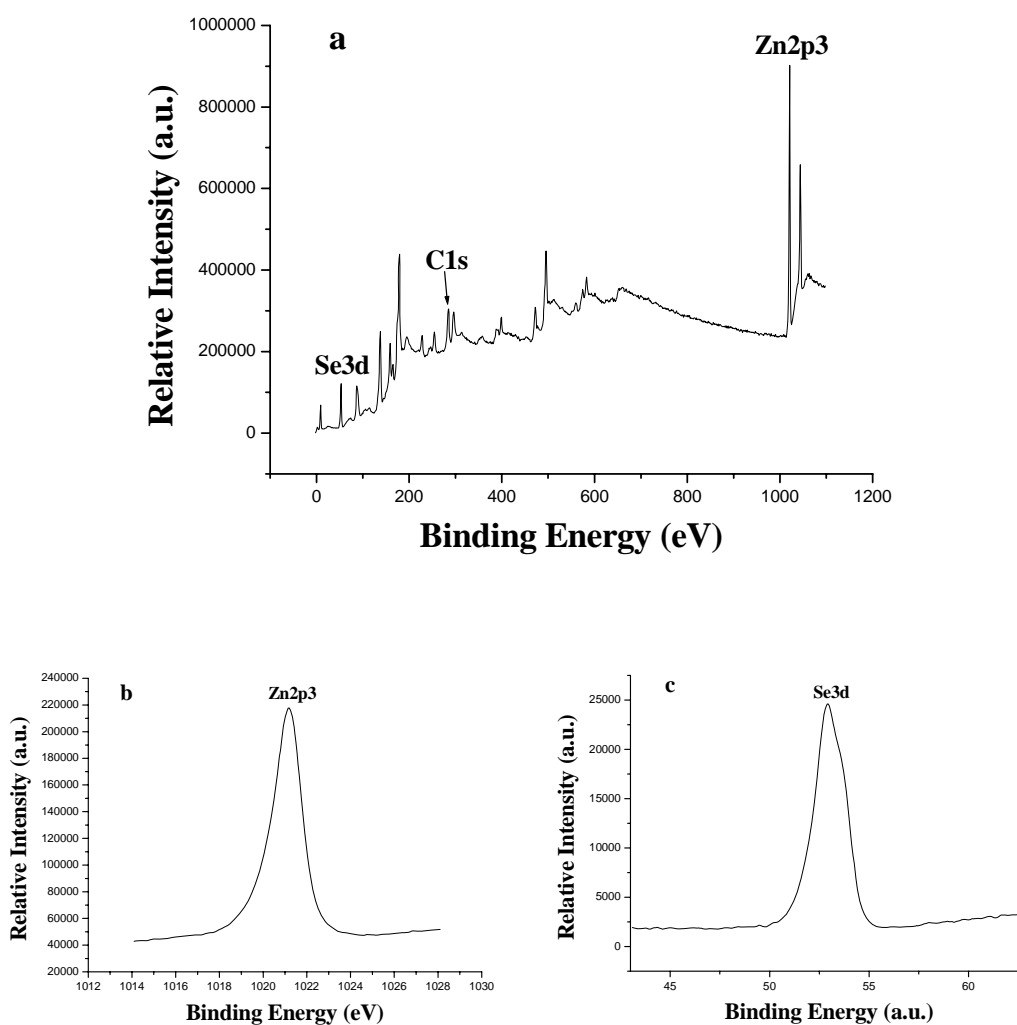 a
Zn2p3
C1s
Se3d
1000000
800000
600000
400000
200000
0
Relative Intensity (a.u.)
0 200 400 600 800 1000 1200
Binding Energy (eV)
b
Zn2p3
240000
220000
200000
180000
160000
140000
120000
100000
80000
60000
40000
20000
Relative Intensity (a.u.)
1012 1014 1016 1018 1020 1022 1024 1026 1028 1030
Binding Energy (eV)
c
Se3d
25000
20000
15000
10000
5000
0
Relative Intensity (a.u.)
45 50 55 60
Binding Energy (a.u.)